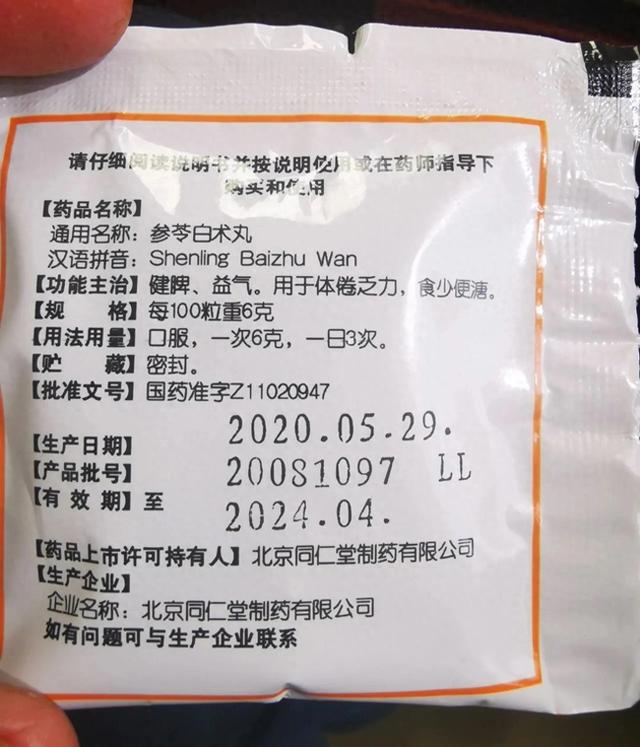 请仔细阅读说明书并按说明使用或在药师指导下
购买和使用
【药品名称】
通用名称：参苓白术丸
汉语拼音：Shenling Baizhu Wan
【功能主治】健脾、益气。用于体倦乏力，食少便溏。
【规　　格】每100粒重6克
【用法用量】口服，一次6克，一日3次。
【贮　　藏】密封。
【批准文号】国药准字Z11020947
【生产日期】2020.05.29.
【产品批号】20081097 LL
【有 效 期】至 2024.04.
【药品上市许可持有人】北京同仁堂制药有限公司
【生产企业】
企业名称：北京同仁堂制药有限公司
如有问题可与生产企业联系